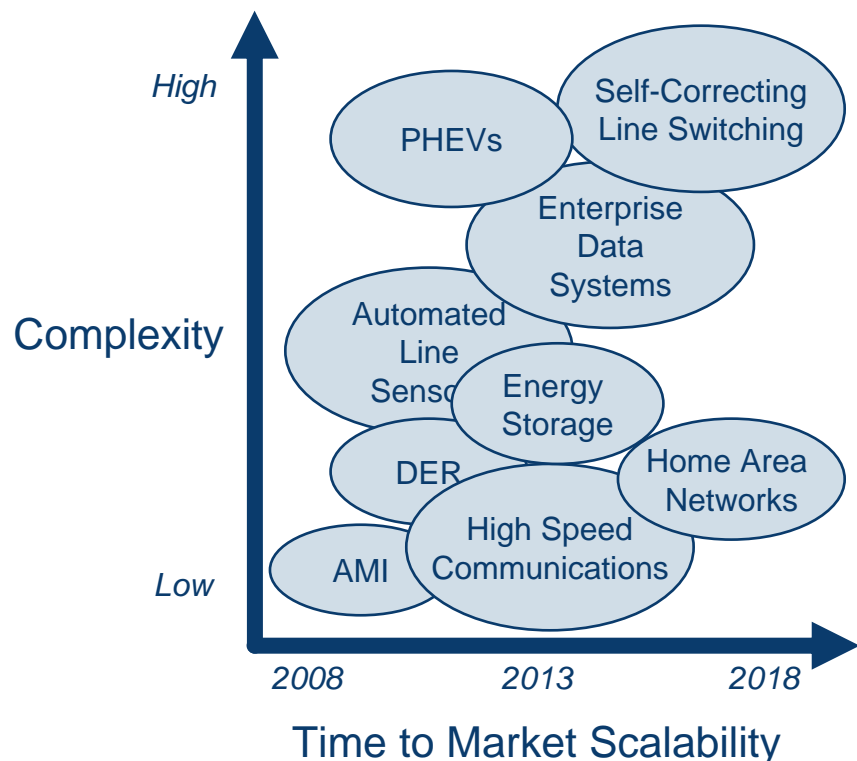 High
Self-Correcting
Line Switching
PHEVs
Enterprise
Data
Systems
Complexity
Automated
Line
Senso
Energy
Storage
DER
Home Area
Networks
High Speed
Communications
AMI
Low
2008
2013
2018
Time to Market Scalability